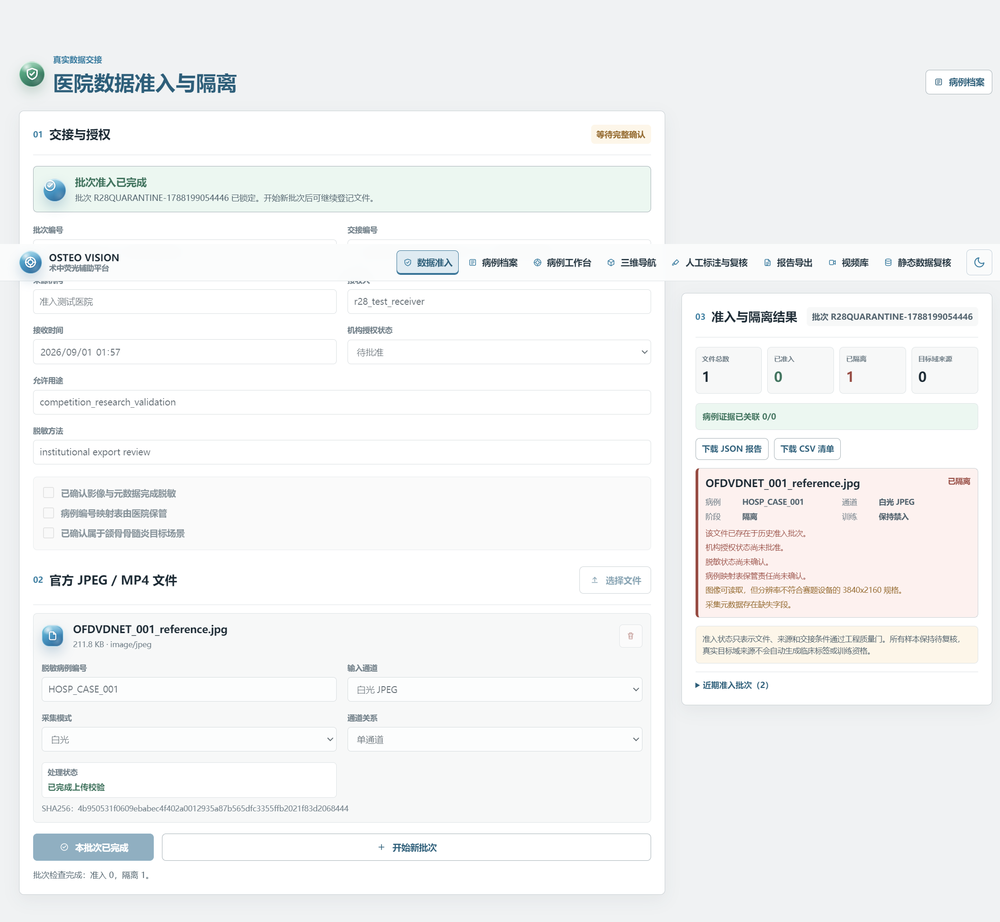 真实数据交接
医院数据准入与隔离
病例档案
01 交接与授权
等待完整确认
批次准入已完成
批次 R28QUARANTINE-1788199054446 已锁定。开始新批次后可继续登记文件。
批次编号
交接编号
OSTEO VISION
术中荧光辅助平台
数据准入
病例档案
病例工作台
三维导航
人工标注与复核
报告导出
视频库
静态数据复核
准入测试医院
r28_test_receiver
接收时间
机构授权状态
2026/09/01 01:57
待批准
允许用途
competition_research_validation
脱敏方法
institutional export review
已确认影像与元数据完成脱敏
病例编号映射表由医院保管
已确认属于颌骨骨髓炎目标场景
02 官方 JPEG / MP4 文件
选择文件
OFDVDNET_001_reference.jpg
211.8 KB · image/jpeg
脱敏病例编号
输入通道
HOSP_CASE_001
白光 JPEG
采集模式
通道关系
白光
单通道
处理状态
已完成上传校验
SHA256：4b950531f0609ebabec4f402a0012935a87b565dfc3355ffb2021f83d2068444
本批次已完成
开始新批次
批次检查完成：准入 0，隔离 1。
03 准入与隔离结果
批次 R28QUARANTINE-1788199054446
文件总数
1
已准入
0
已隔离
1
目标域来源
0
病例证据已关联 0/0
下载 JSON 报告
下载 CSV 清单
OFDVDNET_001_reference.jpg
已隔离
病例 HOSP_CASE_001 通道 白光 JPEG
阶段 隔离 训练 保持禁入
该文件已存在于历史准入批次。
机构授权状态尚未批准。
脱敏状态尚未确认。
病例映射表保管责任尚未确认。
图像可读取，但分辨率不符合赛题设备的 3840x2160 规格。
采集元数据存在缺失字段。
准入状态只表示文件、来源和交接条件通过工程质量门。所有样本保持待复核，
真实目标域来源不会自动生成临床标签或训练资格。
近期准入批次（2）